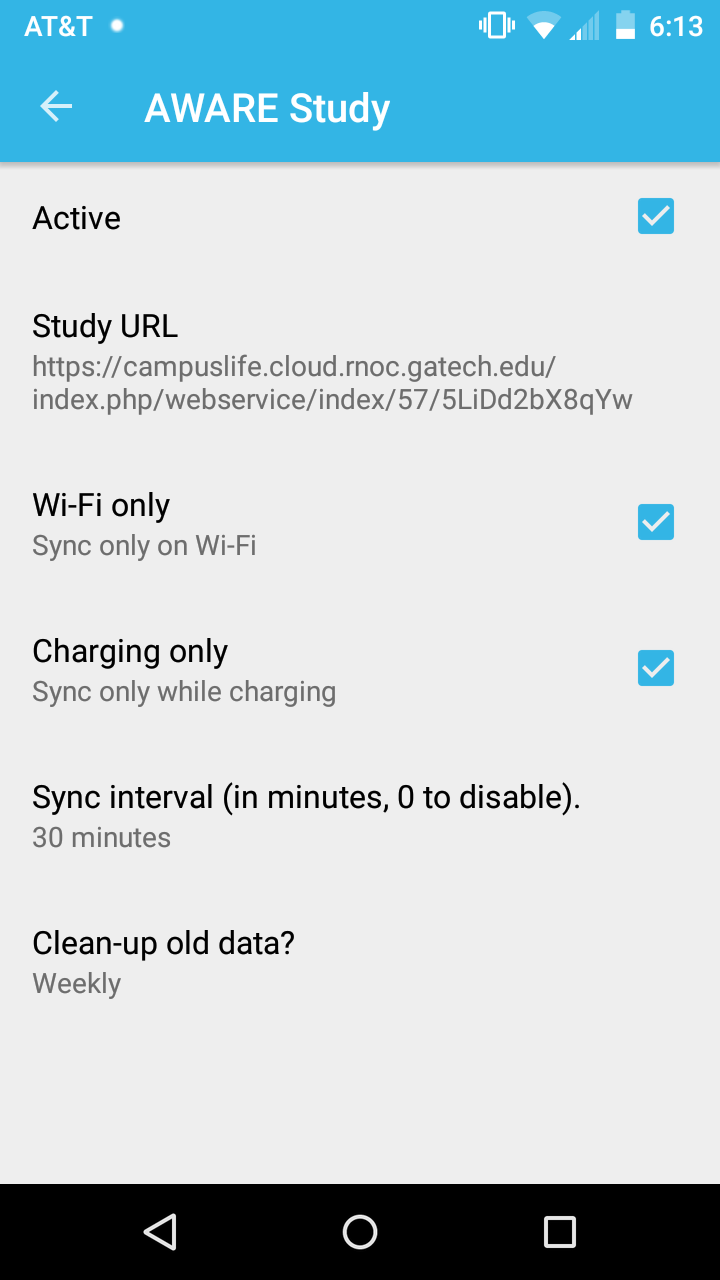 AT&T
6:13
AWARE Study
Active
Study URL
https://campuslife.cloud.rnoc.gatech.edu/
index.php/webservice/index/57/5LiDd2bX8qYw
Wi-Fi only
Sync only on Wi-Fi
Charging only
Sync only while charging
Sync interval (in minutes, 0 to disable).
30 minutes
Clean-up old data?
Weekly